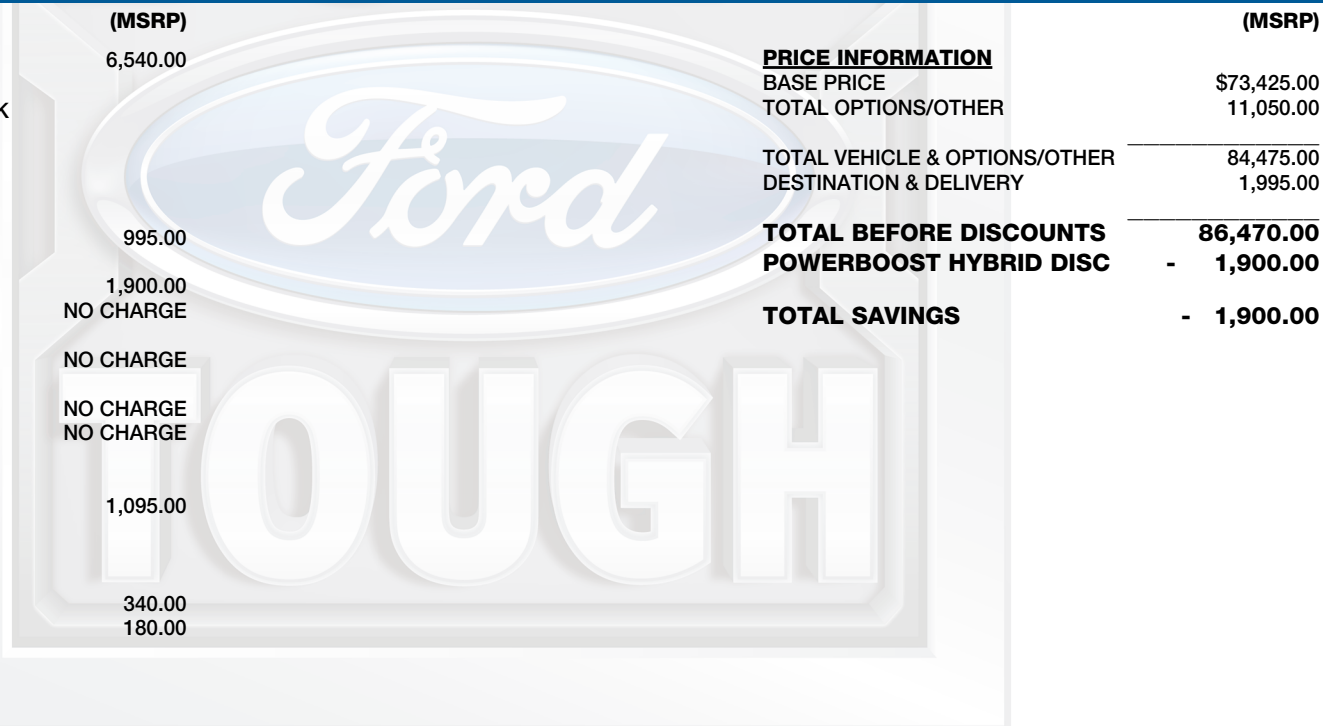 (MSRP)
6,540.00
K
995.00
1,900.00
NO CHARGE
NO CHARGE
NO CHARGE
NO CHARGE
1,095.00
340.00
180.00
(MSRP)
PRICE INFORMATION
BASE PRICE $73,425.00
TOTAL OPTIONS/OTHER 11,050.00
TOTAL VEHICLE & OPTIONS/OTHER 84,475.00
DESTINATION & DELIVERY 1,995.00
TOTAL BEFORE DISCOUNTS 86,470.00
POWERBOOST HYBRID DISC - 1,900.00
TOTAL SAVINGS - 1,900.00
Ford
TOUGH